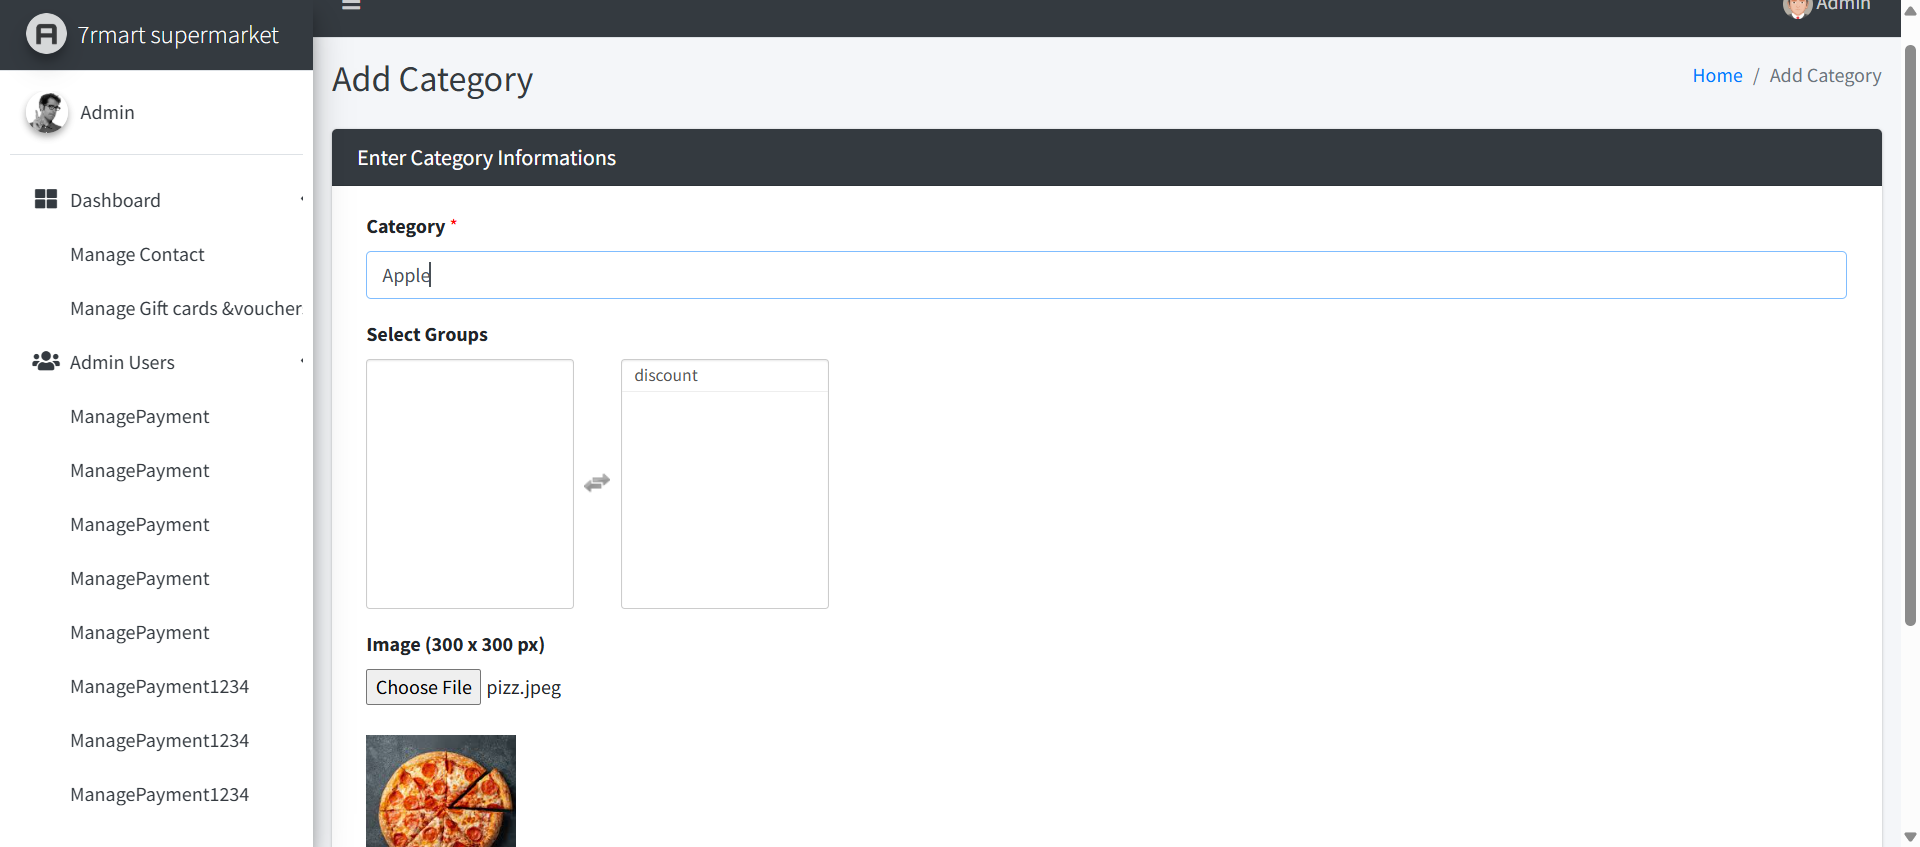 7rmart supermarket
Admin
Admin
Add Category
Home / Add Category
Dashboard
Manage Contact
Manage Gift cards &voucher
Admin Users
ManagePayment
ManagePayment
ManagePayment
ManagePayment
ManagePayment
ManagePayment1234
ManagePayment1234
ManagePayment1234
Enter Category Informations
Category *
Apple
Select Groups
discount
Image (300 x 300 px)
Choose File pizz.jpeg